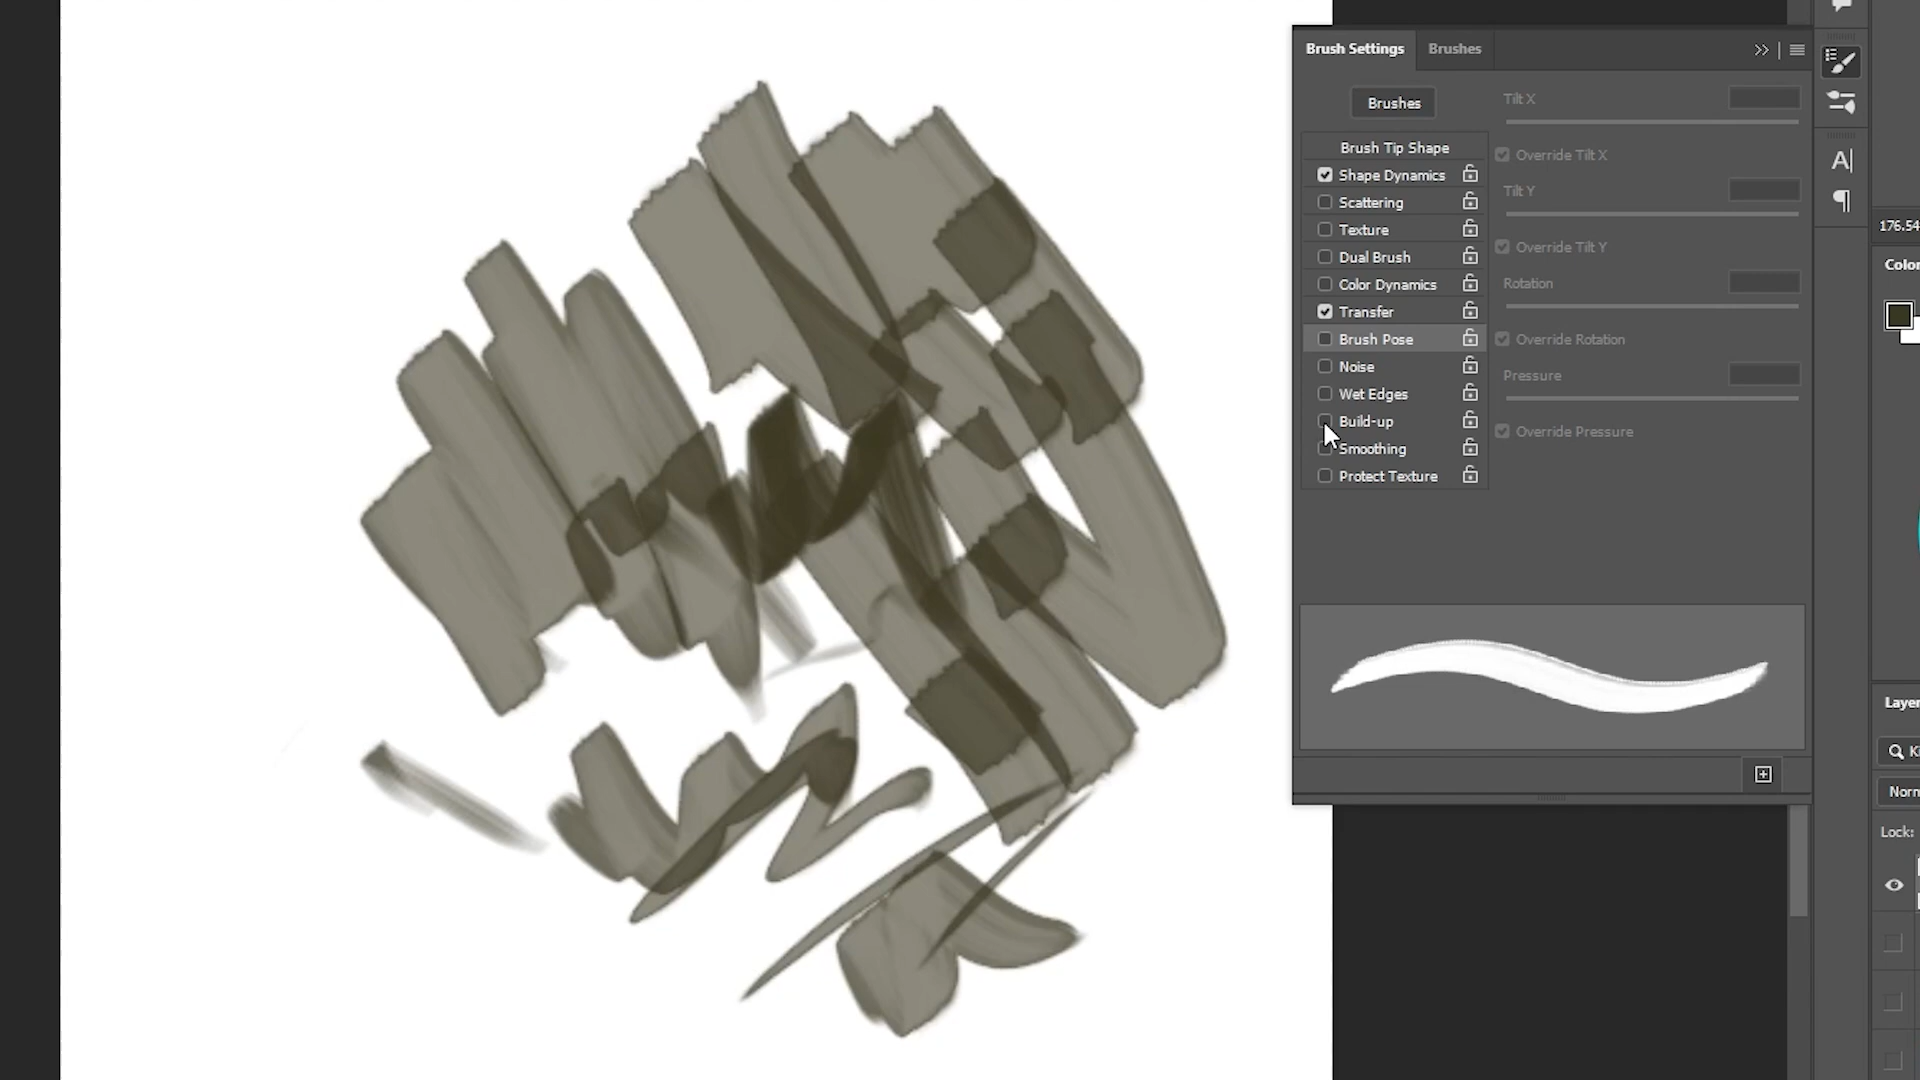 Brush Settings Brushes
Brushes
Brush Tip Shape
Shape Dynamics
Scattering
Texture
Dual Brush
Color Dynamics
Transfer
Brush Pose
Noise
Wet Edges
Build-up
Smoothing
Protect Texture
Tilt X
Override Tilt X
Tilt Y
Override Tilt Y
Rotation
Override Rotation
Pressure
Override Pressure
A
176.54
Color
Layer
Norm
Lock: